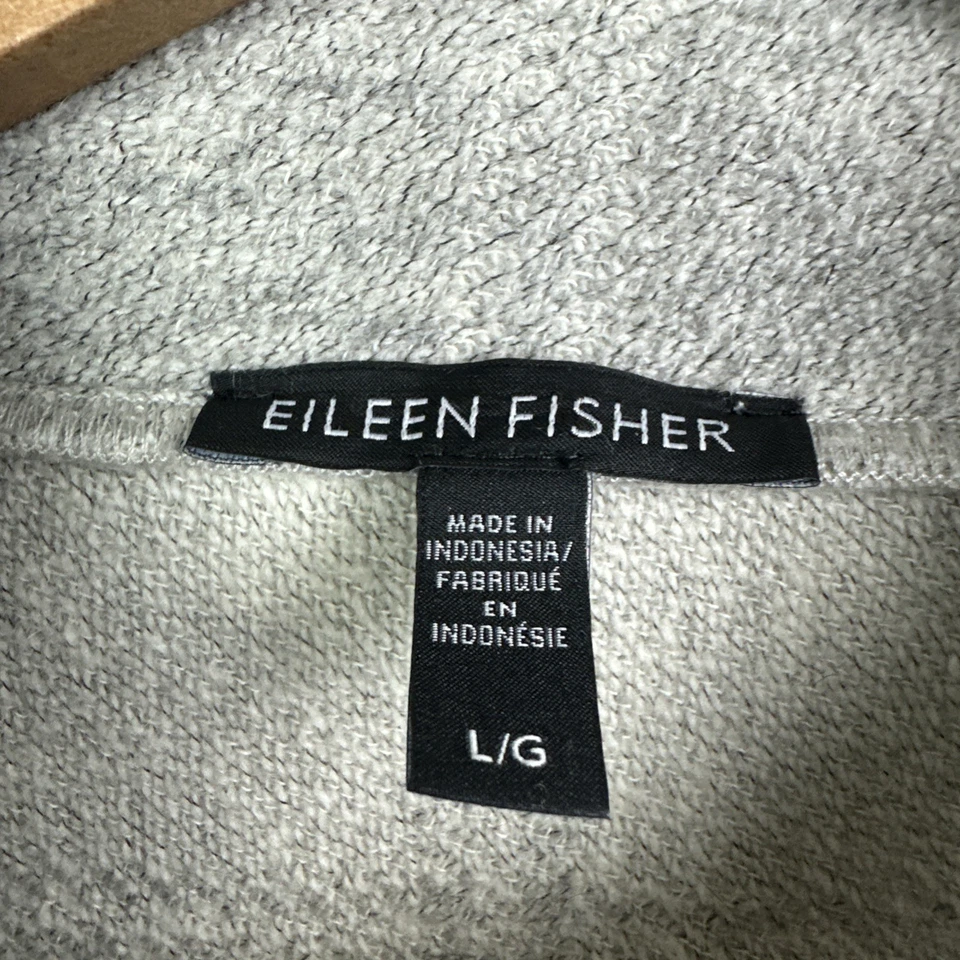 EILEEN FISHER
MADE IN
INDONESIA/
FABRIQUÉ
EN
INDONÉSIE
L/G